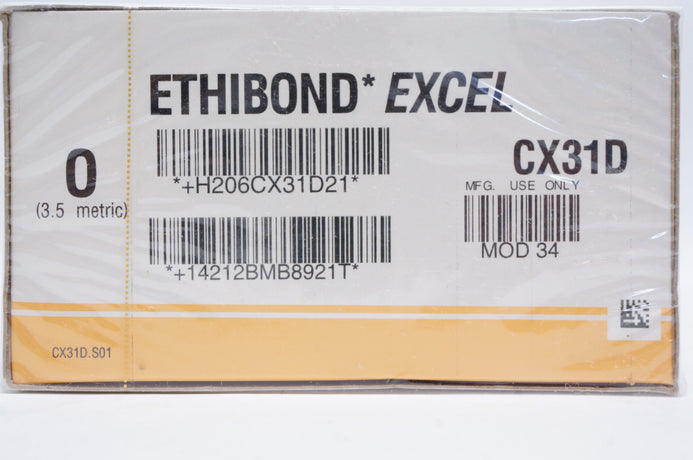 ETHIBOND* EXCEL
0
(3.5 metric)
*+H206CX31D21*
CX31D
MFG. USE ONLY
*+14212BMB8921T*
MOD 34
CX31D.S01